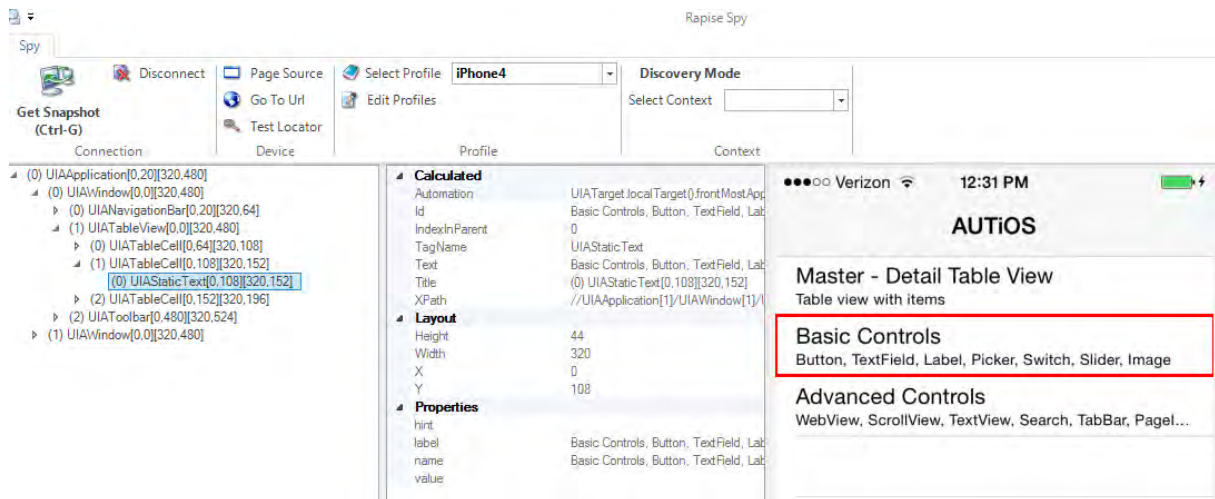 Rapise Spy
Spy
Get Snapshot
(Ctrl-G)
Disconnect
Connection
Page Source
Go To Url
Test Locator
Device
Select Profile iPhone4
Edit Profiles
Profile
Discovery Mode
Select Context
Context
(0) UIAApplication[0,20][320,480]
(0) UIAWindow[0,0][320,480]
(0) UIANavigationBar[0,20][320,64]
(1) UIATableView[0,0][320,480]
(0) UIATableCell[0,64][320,108]
(1) UIATableCell[0,108][320,152]
(0) UIAStaticText[0,108][320,152]
(2) UIATableCell[0,152][320,196]
(2) UIAToolbar[0,480][320,524]
(1) UIAWindow[0,0][320,480]
Calculated
Automation UIATarget.localTarget().frontMostApp
Id Basic Controls, Button, TextField, Lab
IndexInParent 0
TagName UIAStaticText
Text Basic Controls, Button, TextField, Lab
Title (0) UIAStaticText[0,108][320,152]
XPath //UIAApplication[1]/UIAWindow[1]/U
Layout
Height 44
Width 320
X 0
Y 108
Properties
hint
label Basic Controls, Button, TextField, Lab
name Basic Controls, Button, TextField, Lab
value
Verizon 12:31 PM
AUTiOS
Master - Detail Table View
Table view with items
Basic Controls
Button, TextField, Label, Picker, Switch, Slider, Image
Advanced Controls
WebView, ScrollView, TextView, Search, TabBar, PageI...